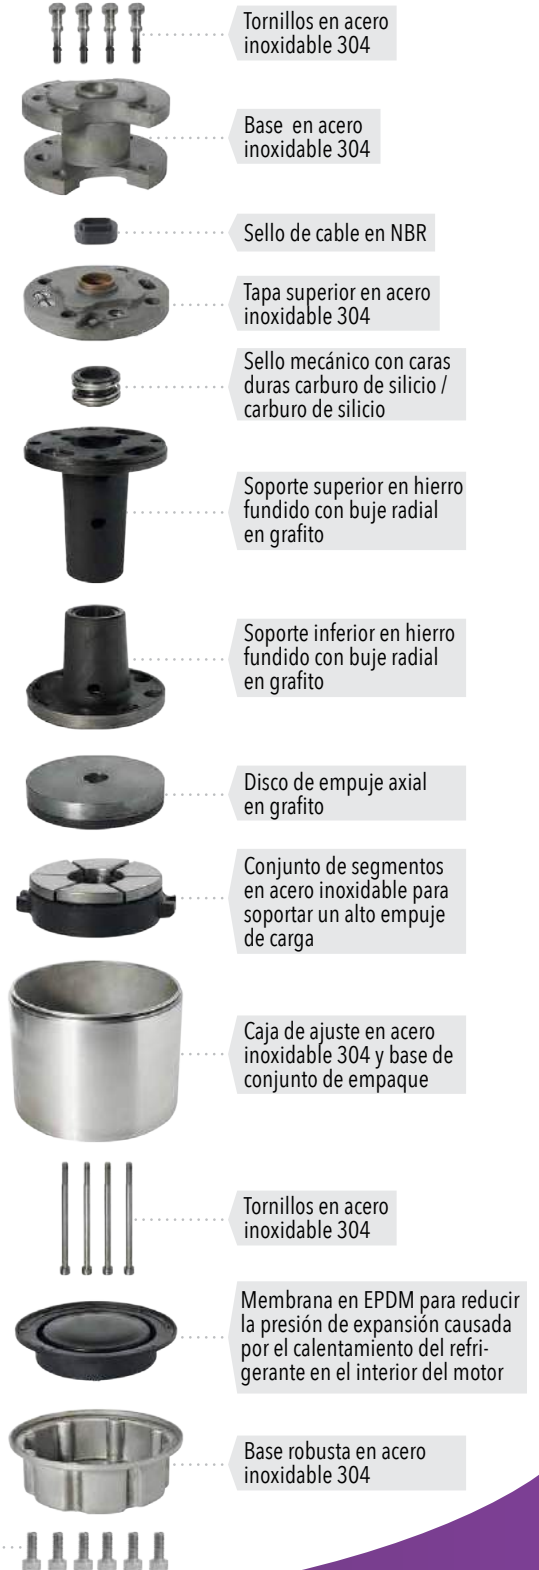 Tornillos en acero
inoxidable 304
Base en acero
inoxidable 304
Sello de cable en NBR
Tapa superior en acero
inoxidable 304
Sello mecánico con caras
duras carburo de silicio /
carburo de silicio
Soporte superior en hierro
fundido con buje radial
en grafito
Soporte inferior en hierro
fundido con buje radial
en grafito
Disco de empuje axial
en grafito
Conjunto de segmentos
en acero inoxidable para
soportar un alto empuje
de carga
Caja de ajuste en acero
inoxidable 304 y base de
conjunto de empaque
Tornillos en acero
inoxidable 304
Membrana en EPDM para reducir
la presión de expansión causada
por el calentamiento del refri-
gerante en el interior del motor
Base robusta en acero
inoxidable 304